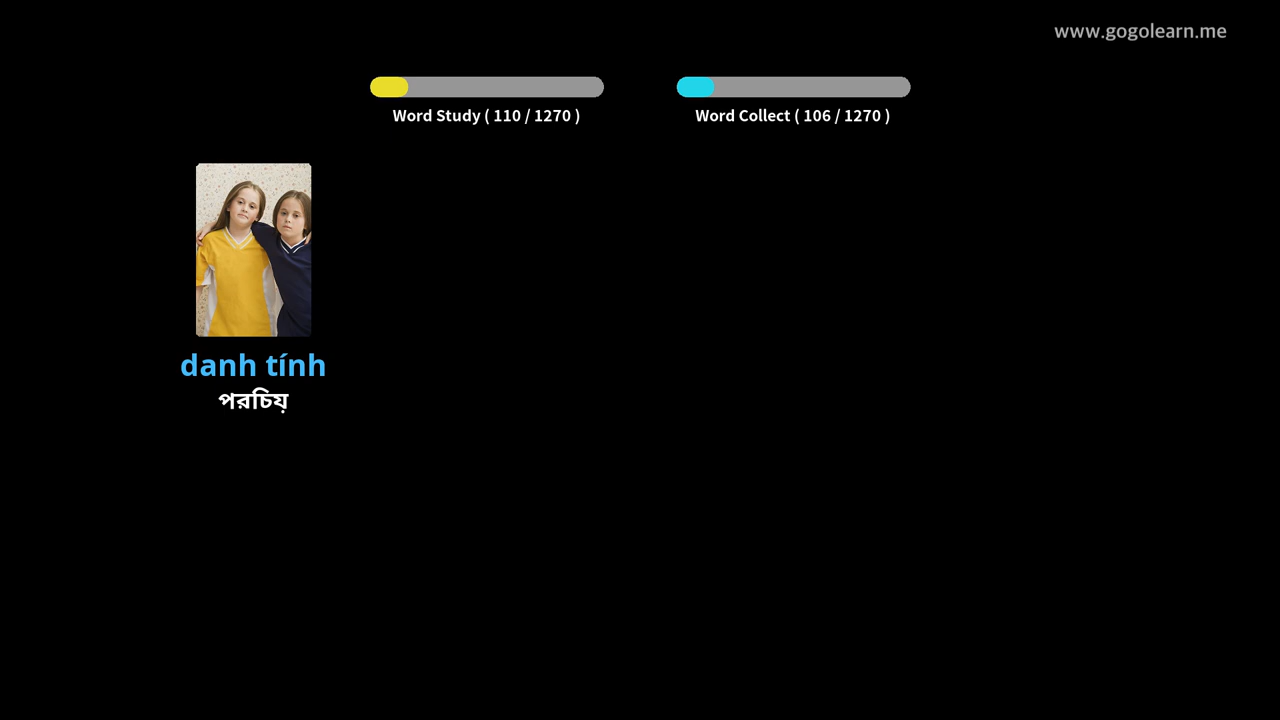 www.gogolearn.me
Word Study ( 110 / 1270 )
Word Collect ( 106 / 1270 )
danh tính
পরিচয়